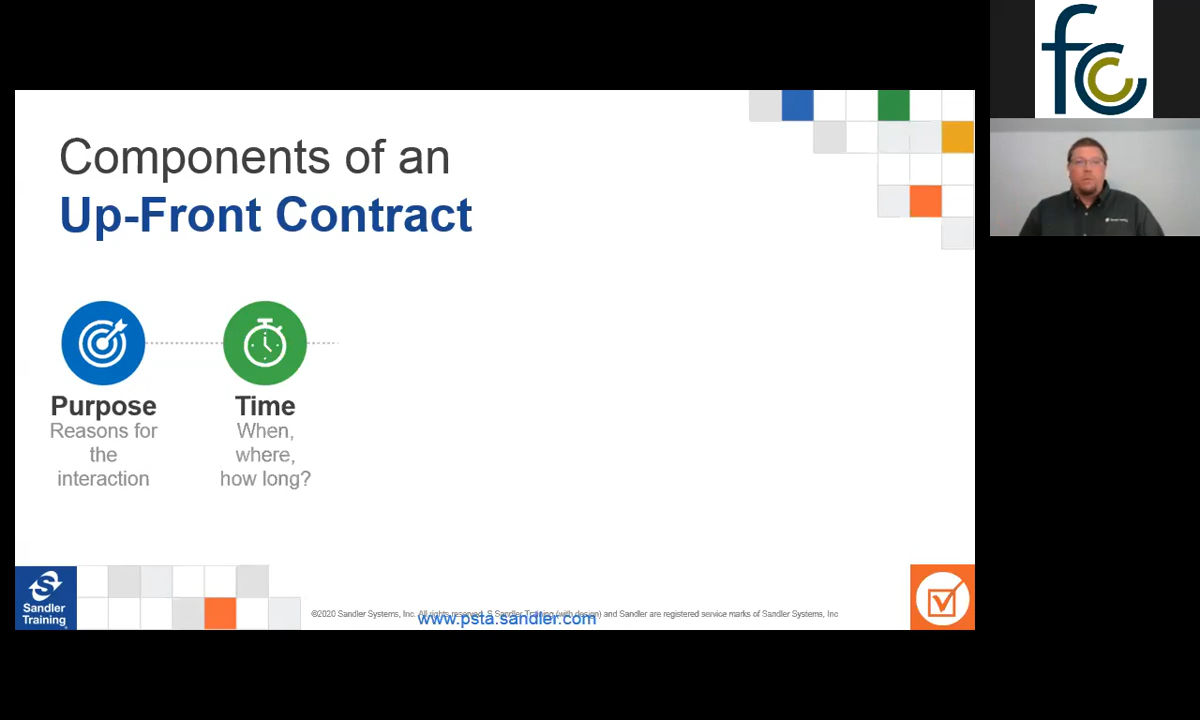 Components of an
Up-Front Contract
Purpose
Reasons for
the
interaction
Time
When,
where,
how long?
Sandler
Training
©2020 Sandler Systems, Inc. All rights reserved. S Sandler Training (with design) and Sandler are registered service marks of Sandler Systems, Inc
www.psta.sandler.com
fcc